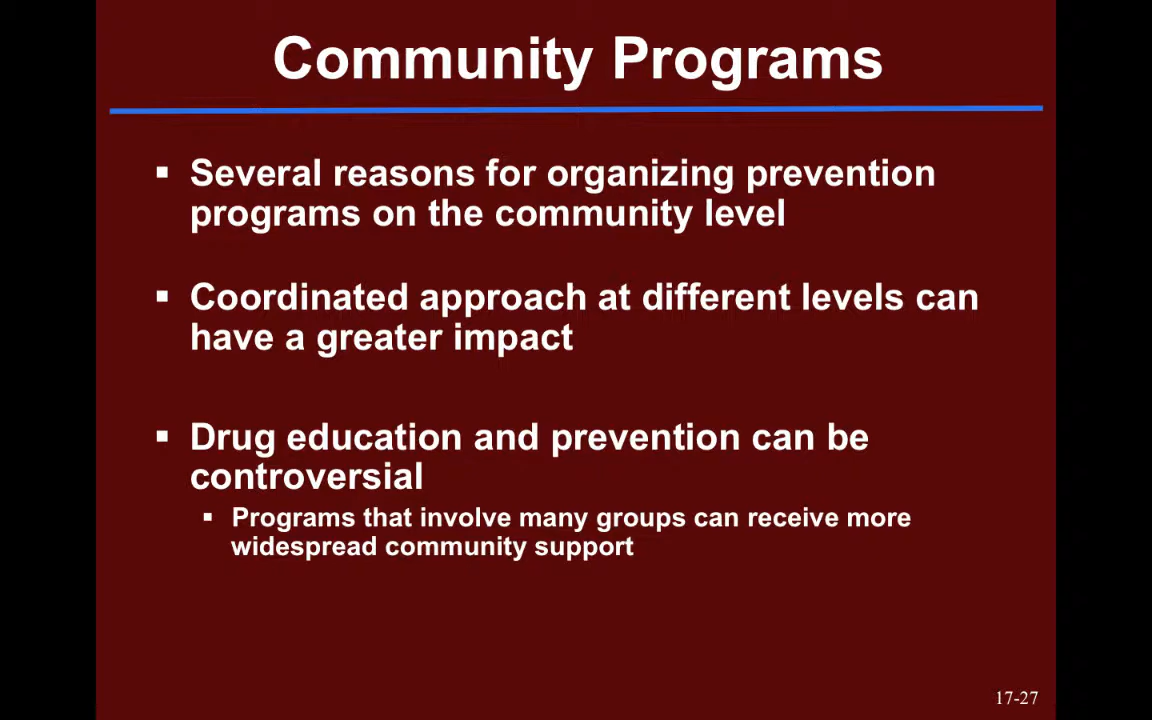 Community Programs
▪ Several reasons for organizing prevention
programs on the community level
▪ Coordinated approach at different levels can
have a greater impact
▪ Drug education and prevention can be
controversial
▪ Programs that involve many groups can receive more
widespread community support
17-27